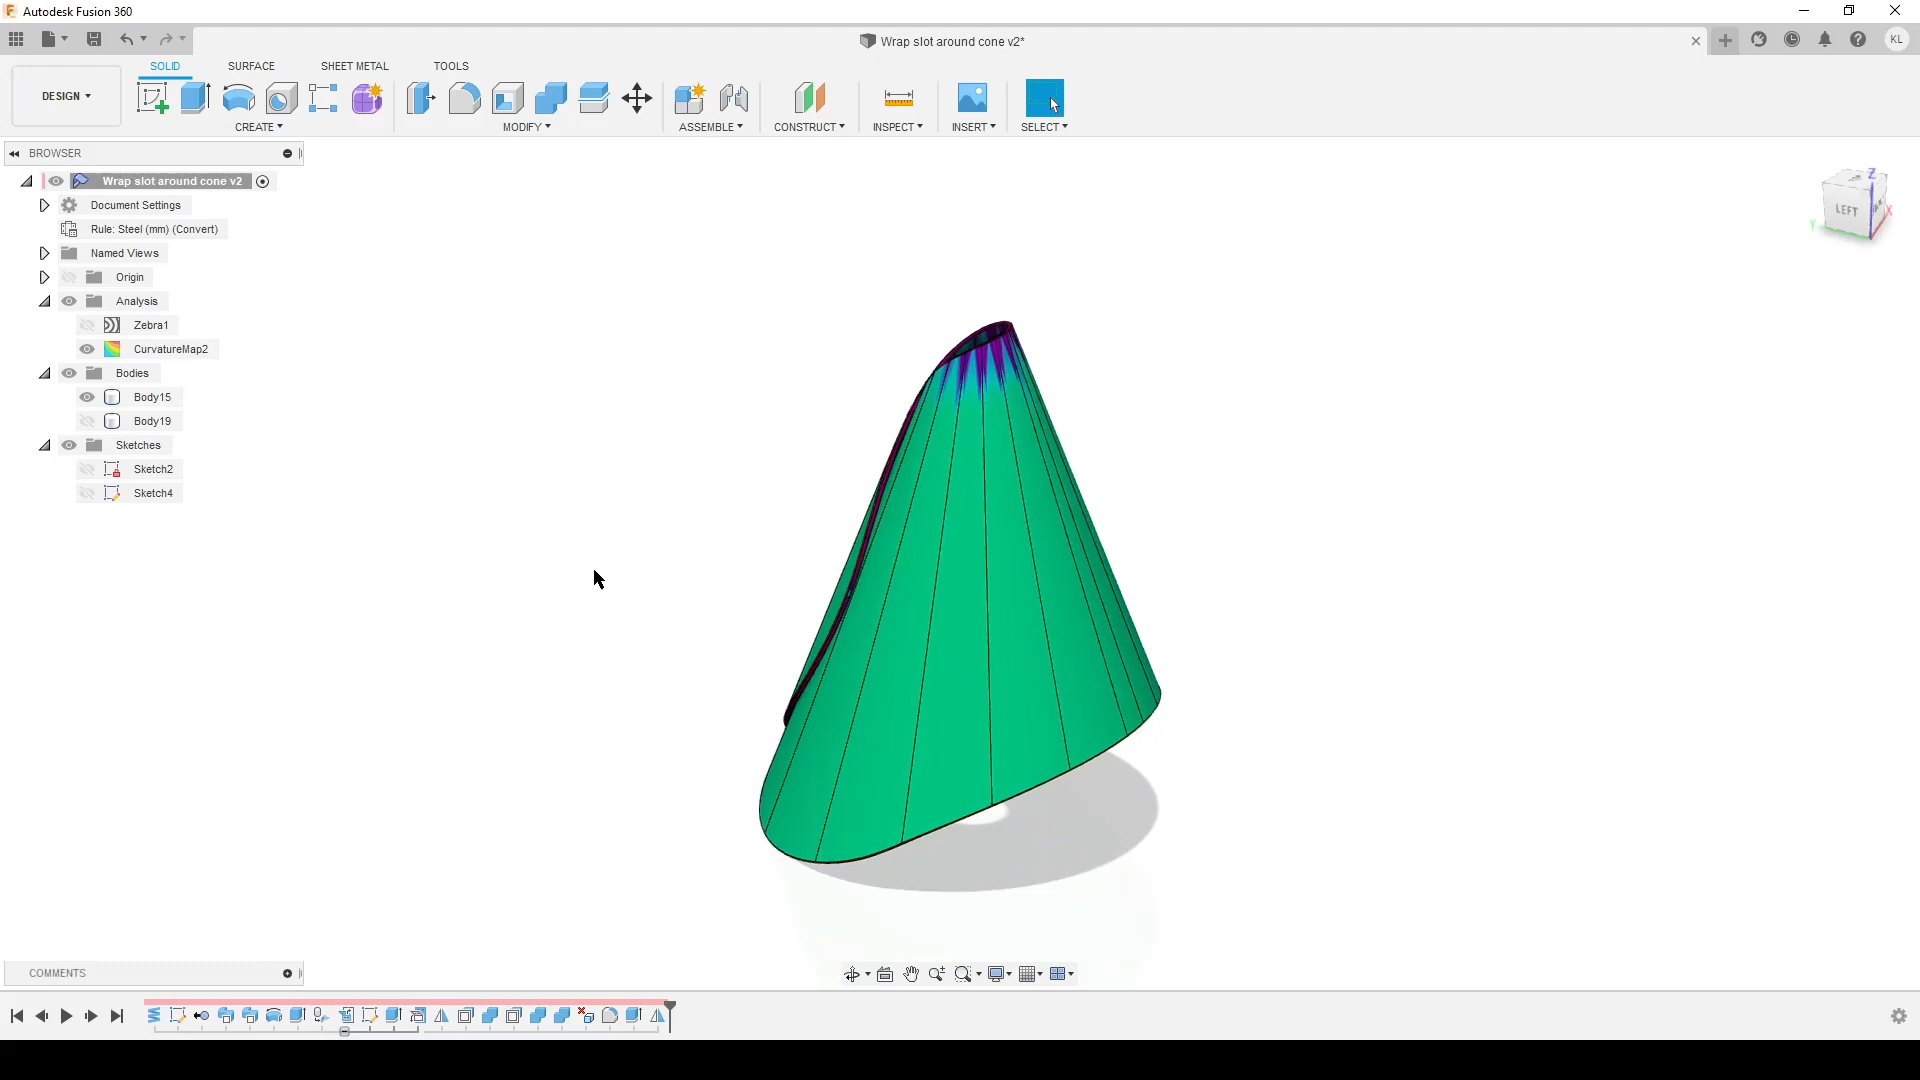 Autodesk Fusion 360
Wrap slot around cone v2*
KL
DESIGN
SOLID
SURFACE
SHEET METAL
TOOLS
CREATE
MODIFY
ASSEMBLE
CONSTRUCT
INSPECT
INSERT
SELECT
BROWSER
Wrap slot around cone v2
Document Settings
Rule: Steel (mm) (Convert)
Named Views
Origin
Analysis
Zebra1
CurvatureMap2
Bodies
Body15
Body19
Sketches
Sketch2
Sketch4
Z
LEFT
X
Y
COMMENTS